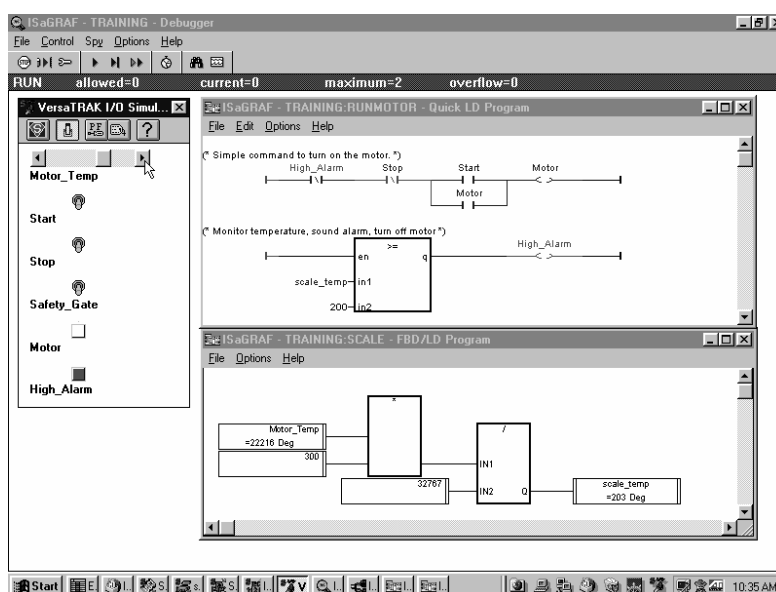 ISaGRAF - TRAINING - Debugger
File Control Spy Options Help
RUN allowed=0 current=0 maximum=2 overflow=0
VersaTRAK I/O Simul...
Motor_Temp
Start
Stop
Safety_Gate
Motor
High_Alarm
ISaGRAF - TRAINING:RUNMOTOR - Quick LD Program
File Edit Options Help
(* Simple command to turn on the motor. *)
High_Alarm Stop Start Motor
Motor
(* Monitor temperature, sound alarm, turn off motor *)
>= High_Alarm
en q
scale_temp in1
200 in2
ISaGRAF - TRAINING:SCALE - FBD/LD Program
File Options Help
* /
Motor_Temp
=22216 Deg
300 IN1
32767 IN2 Q scale_temp
=203 Deg
Start E I.. S. s. S. I.. V I.. I.. I.. I.. 10:35 AM